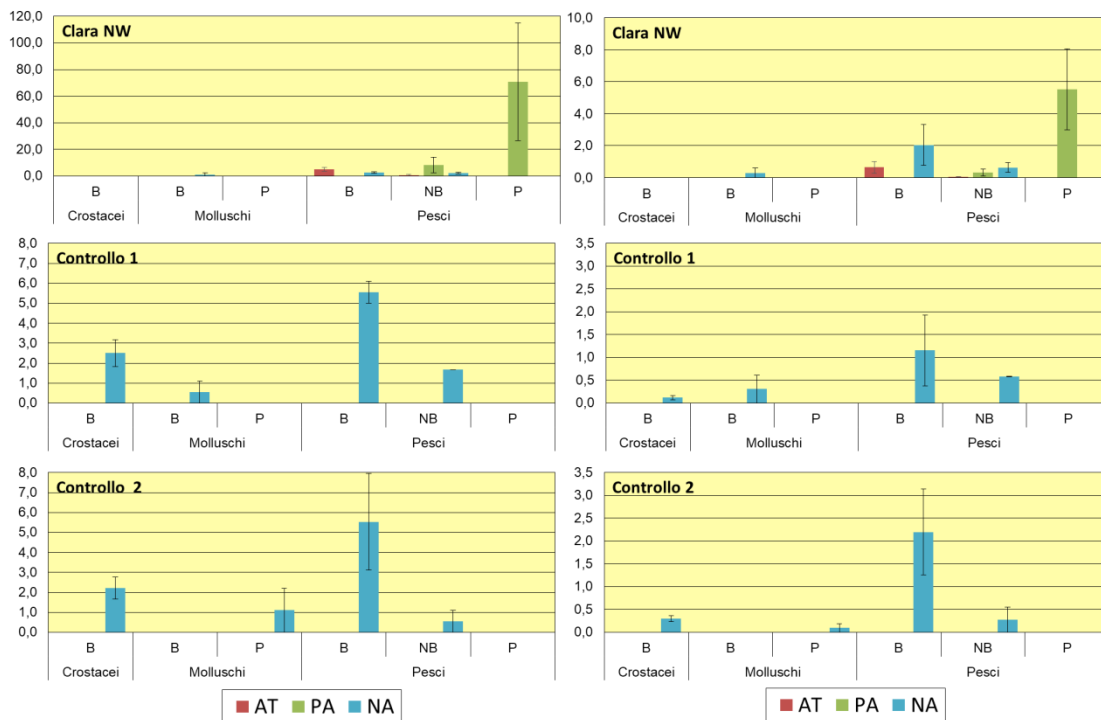 120,0
100,0
80,0
60,0
40,0
20,0
0,0
Clara NW
B B P B NB P
Crostacei Molluschi Pesci
10,0
8,0
6,0
4,0
2,0
0,0
Clara NW
B B P B NB P
Crostacei Molluschi Pesci
8,0
7,0
6,0
5,0
4,0
3,0
2,0
1,0
0,0
Controllo 1
B B P B NB P
Crostacei Molluschi Pesci
3,5
3,0
2,5
2,0
1,5
1,0
0,5
0,0
Controllo 1
B B P B NB P
Crostacei Molluschi Pesci
8,0
7,0
6,0
5,0
4,0
3,0
2,0
1,0
0,0
Controllo 2
B B P B NB P
Crostacei Molluschi Pesci
3,5
3,0
2,5
2,0
1,5
1,0
0,5
0,0
Controllo 2
B B P B NB P
Crostacei Molluschi Pesci
AT PA NA
AT PA NA